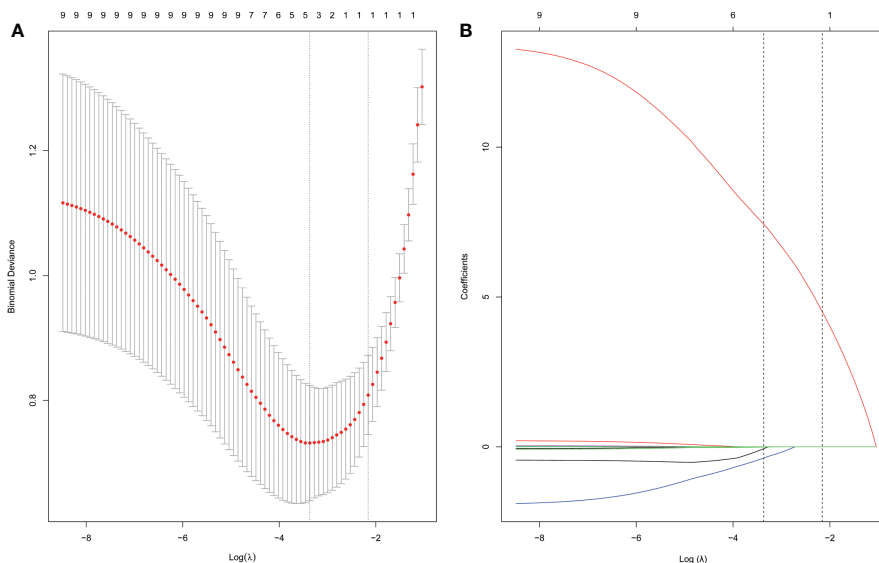 A
9 9 9 9 9 9 9 9 9 9 9 9 9 9 7 7 6 5 5 3 2 1 1 1 1 1 1
1.2
1.0
0.8
Binomial Deviance
−8 −6 −4 −2
Log(λ)
B
9 9 6 1
10
5
0
Coefficients
−8 −6 −4 −2
Log (λ)